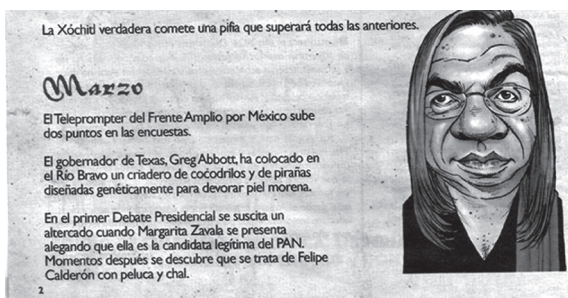 La Xóchitl verdadera comete una pifia que superará todas las anteriores.
Marzo
El Teleprompter del Frente Amplio por México sube
dos puntos en las encuestas.
El gobernador de Texas, Greg Abbott, ha colocado en
el Río Bravo un criadero de cocodrilos y de pirañas
diseñadas genéticamente para devorar piel morena.
En el primer Debate Presidencial se suscita un
altercado cuando Margarita Zavala se presenta
alegando que ella es la candidata legítima del PAN.
Momentos después se descubre que se trata de Felipe
Calderón con peluca y chal.
2